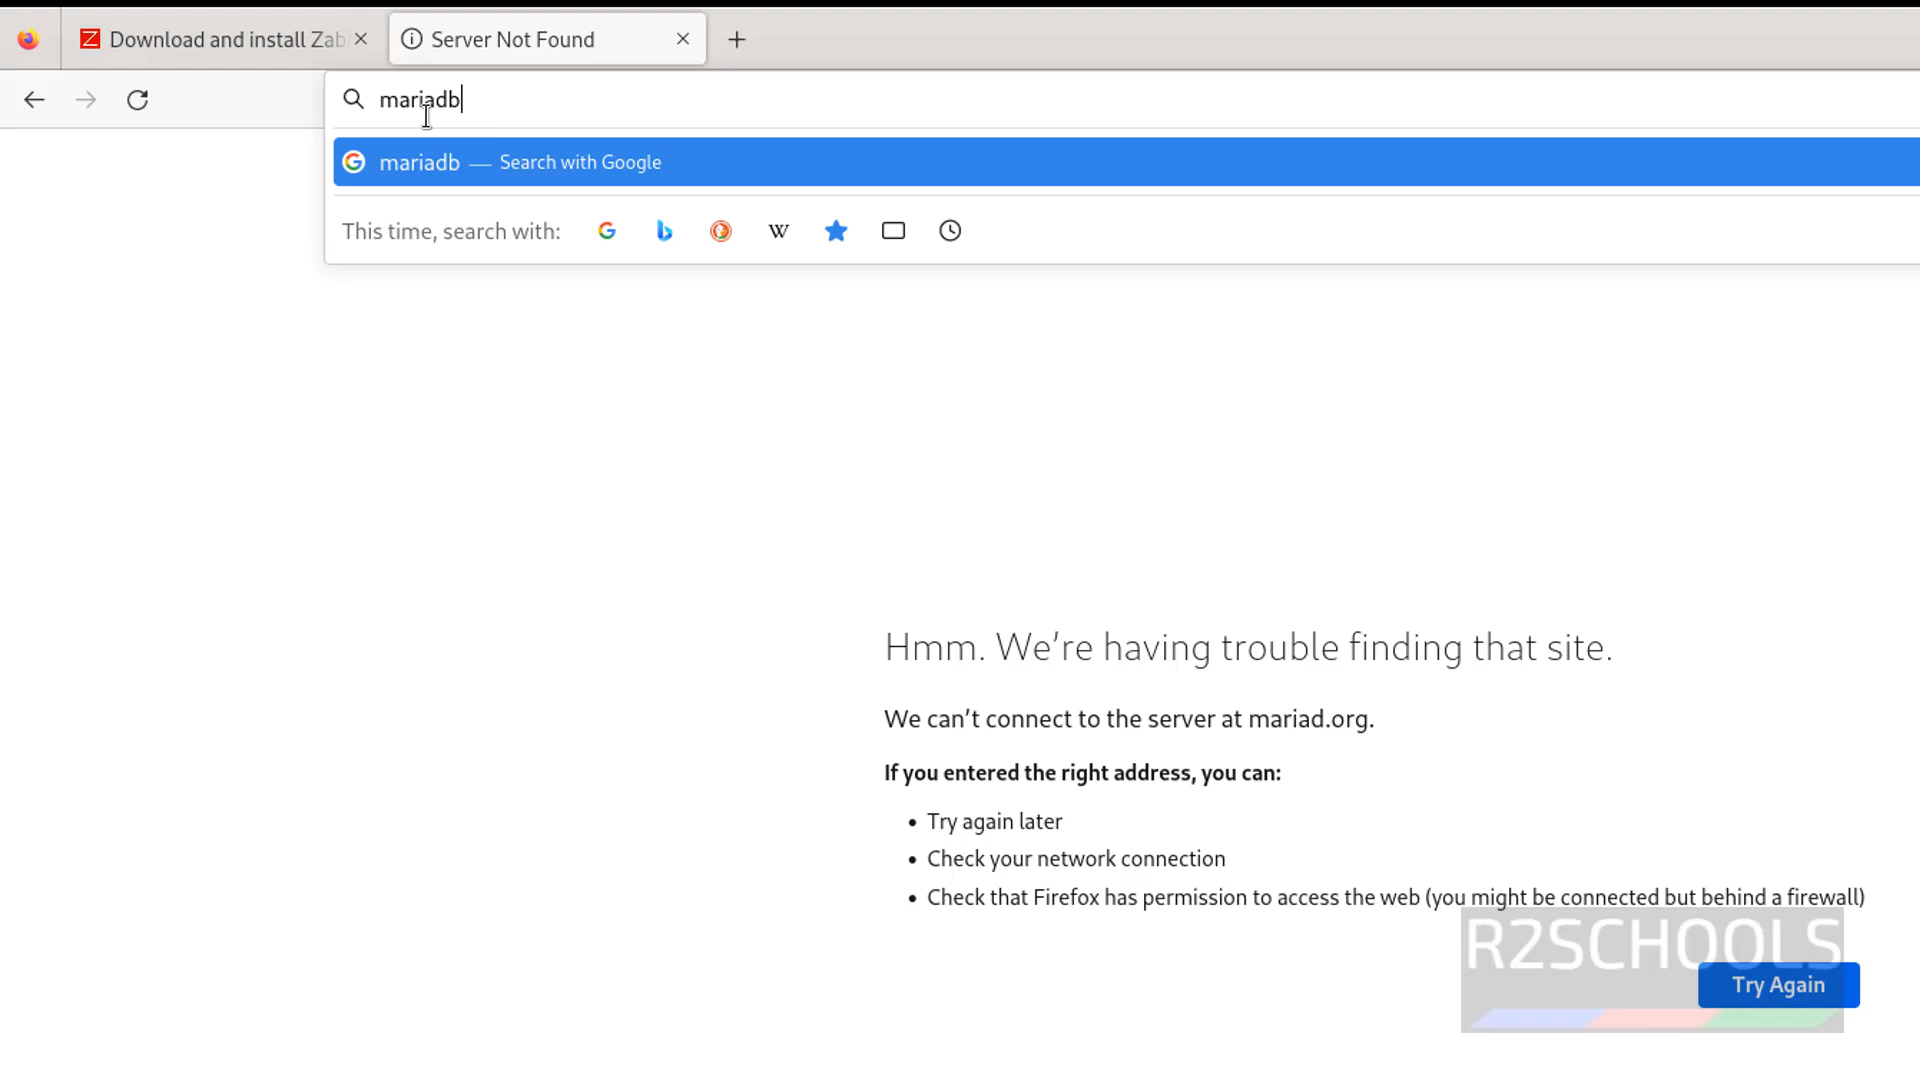 Download and install Zab
Server Not Found
mariadb
mariadb — Search with Google
This time, search with:
Hmm. We're having trouble finding that site.
We can't connect to the server at mariad.org.
If you entered the right address, you can:
• Try again later
• Check your network connection
• Check that Firefox has permission to access the web (you might be connected but behind a firewall)
R2SCHOOLS
Try Again